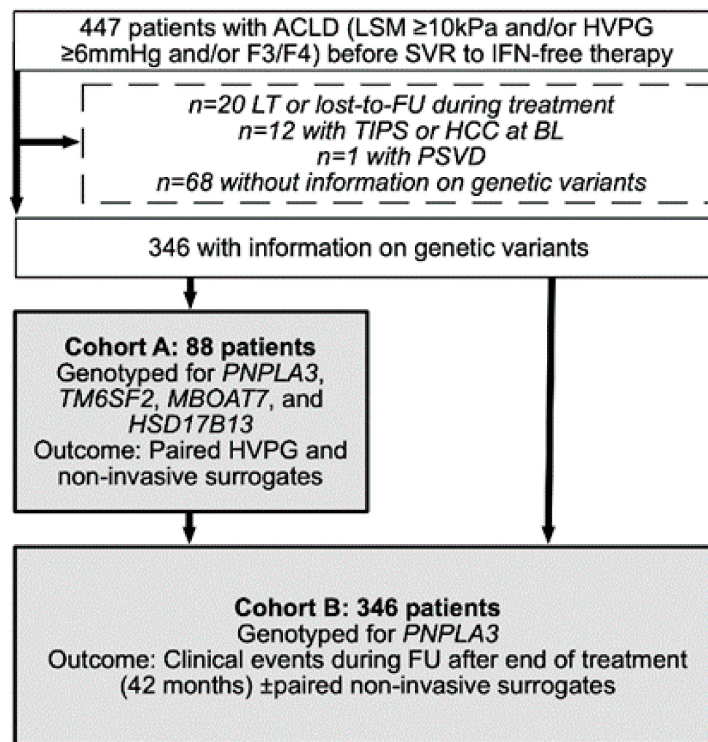 447 patients with ACLD (LSM ≥10kPa and/or HVPG
≥6mmHg and/or F3/F4) before SVR to IFN-free therapy
n=20 LT or lost-to-FU during treatment
n=12 with TIPS or HCC at BL
n=1 with PSVD
n=68 without information on genetic variants
346 with information on genetic variants
Cohort A: 88 patients
Genotyped for PNPLA3,
TM6SF2, MBOAT7, and
HSD17B13
Outcome: Paired HVPG and
non-invasive surrogates
Cohort B: 346 patients
Genotyped for PNPLA3
Outcome: Clinical events during FU after end of treatment
(42 months) ±paired non-invasive surrogates